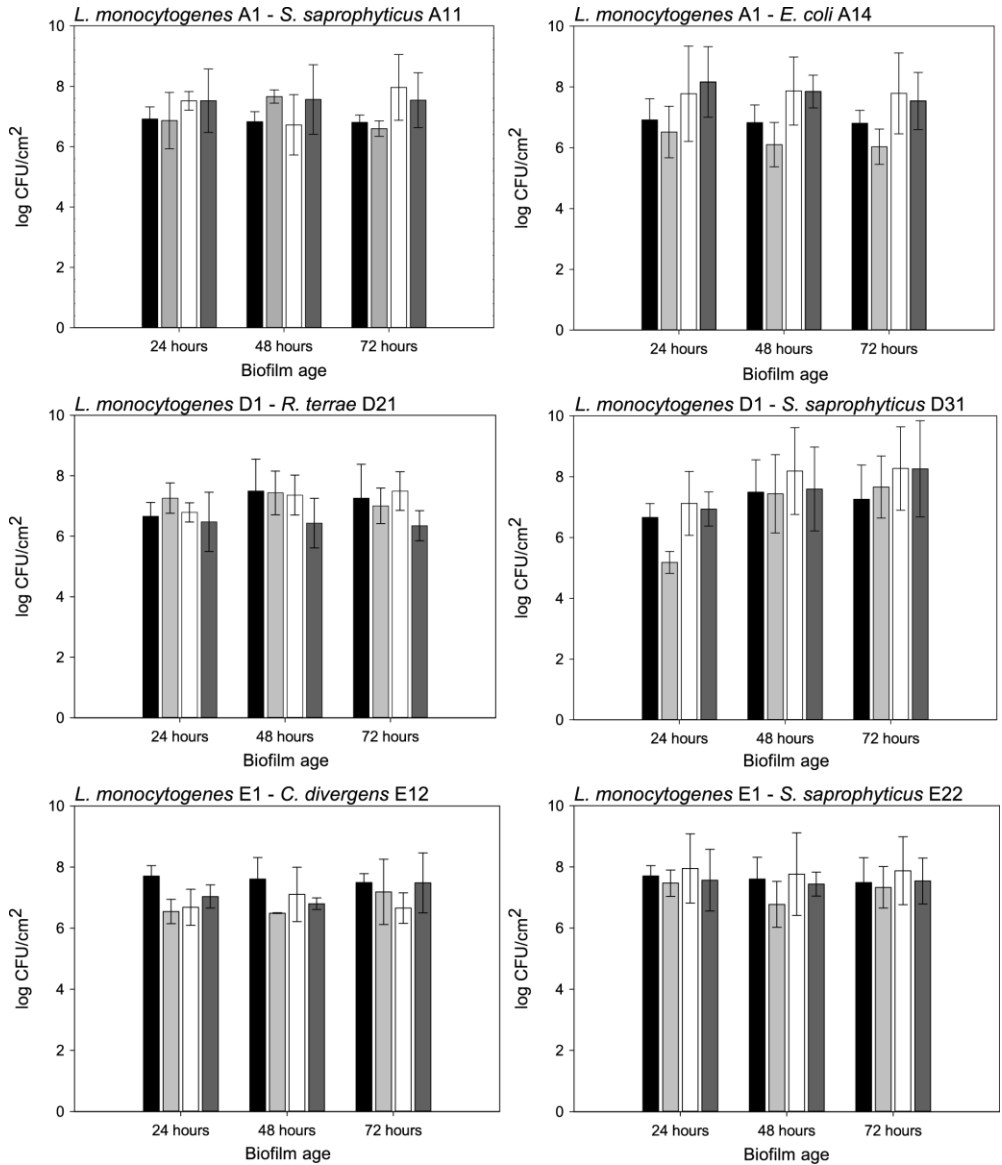 L. monocytogenes A1 - S. saprophyticus A11
10
8
6
4
2
0
log CFU/cm²
24 hours 48 hours 72 hours
Biofilm age
L. monocytogenes A1 - E. coli A14
10
8
6
4
2
0
log CFU/cm²
24 hours 48 hours 72 hours
Biofilm age
L. monocytogenes D1 - R. terrae D21
10
8
6
4
2
0
log CFU/cm²
24 hours 48 hours 72 hours
Biofilm age
L. monocytogenes D1 - S. saprophyticus D31
10
8
6
4
2
0
log CFU/cm²
24 hours 48 hours 72 hours
Biofilm age
L. monocytogenes E1 - C. divergens E12
10
8
6
4
2
0
log CFU/cm²
24 hours 48 hours 72 hours
Biofilm age
L. monocytogenes E1 - S. saprophyticus E22
10
8
6
4
2
0
log CFU/cm²
24 hours 48 hours 72 hours
Biofilm age